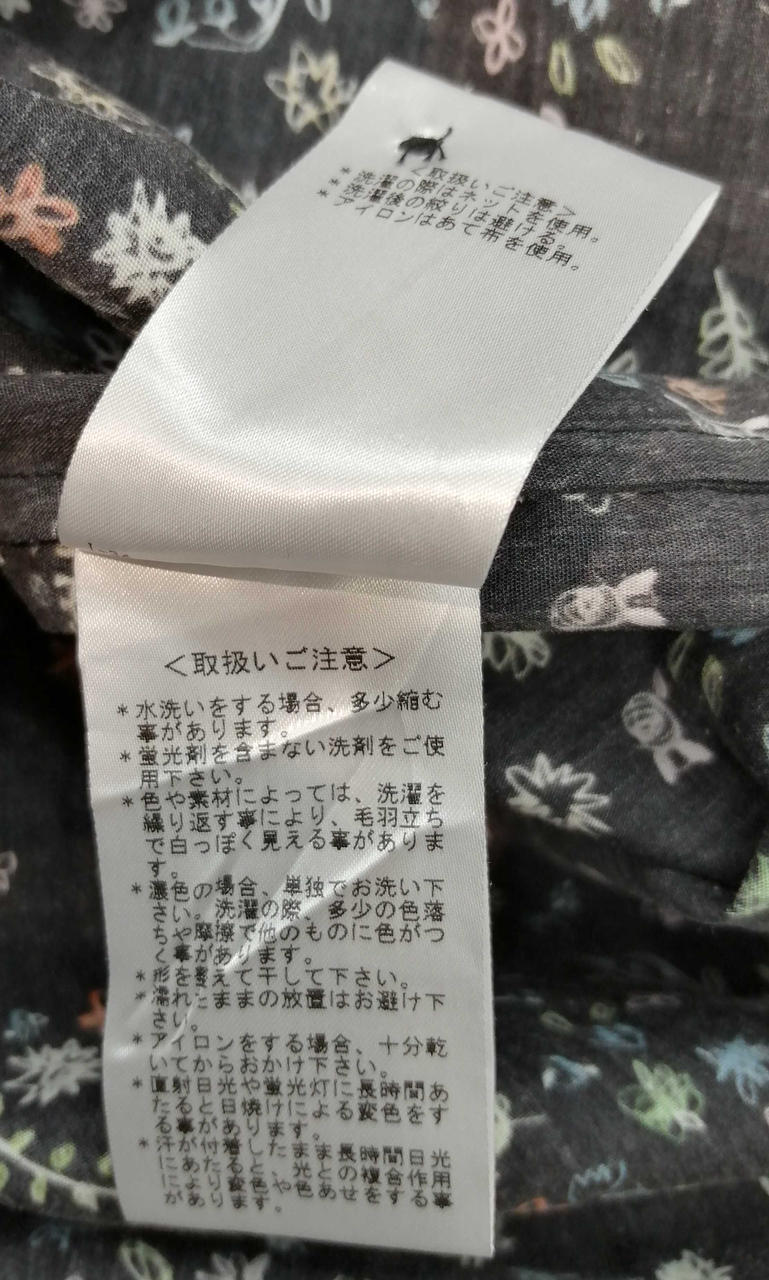 <取扱いご注意>
*洗濯の際はネットを使用。
*洗濯後の絞りは避ける。
*アイロンはあて布を使用。
<取扱いご注意>
*水洗いをする場合、多少縮む
事があります。
*蛍光剤を含まない洗剤をご使
用下さい。
*色や素材によっては、洗濯を
繰り返す事により、毛羽立ち
で白っぽく見える事がありま
す。
*濃色の場合、単独でお洗い下
さい。洗濯の際、多少の色落
ちや摩擦で他のものに色がつ
く事があります。
*形を整えて干して下さい。
*濡れたままの放置はお避け下
さい。
*アイロンをする場合、十分乾
いてからおかけ下さい。
*直射日光や蛍光灯に長時間あ
たると日焼けによる変色をす
る事があります。
*汗が付着したまま長時間日光
にあたると、光との複合作用
により変色や色あせをする事
があります。